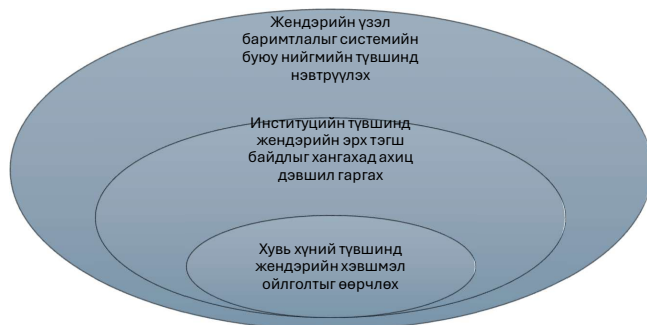 Жендэрийн үзэл
баримтлалыг системийн
буюу нийгмийн түвшинд
нэвтрүүлэх
Институцийн түвшинд
жендэрийн эрх тэгш
байдлыг хангахад ахиц
дэвшил гаргах
Хувь хүний түвшинд
жендэрийн хэвшмэл
ойлголтыг өөрчлөх